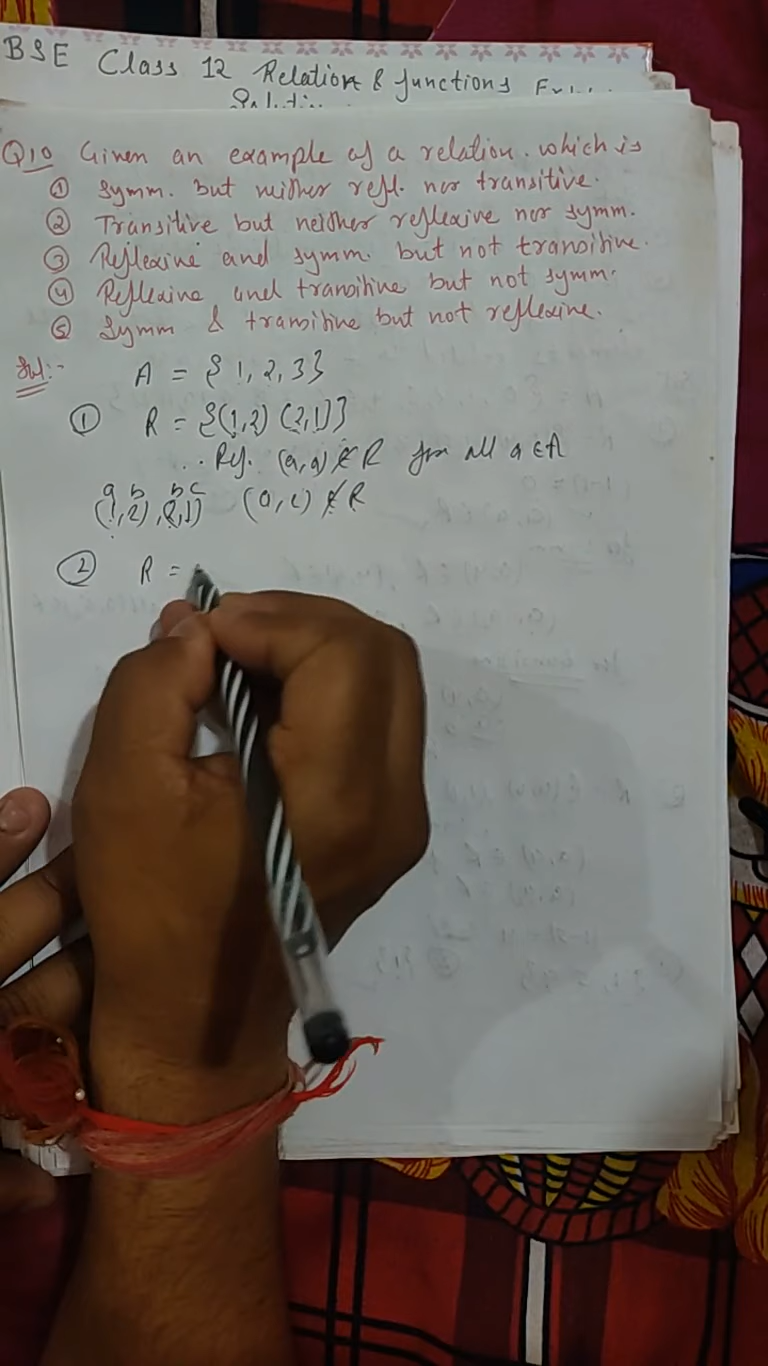 BSE Class 12 Relation & functions
Q10 Given an example of a relation. which is
① Symm. but neither refl. nor transitive.
② Transitive but neither reflexive nor symm.
③ Reflexive and symm. but not transitive.
④ Reflexive and transitive but not symm.
⑤ Symm & transitive but not reflexive.
Sol:-
A = {1, 2, 3}
① R = {(1,2) (2,1)}
Ref. (a,a) ∉ R for all a ∈ A
a b b c
(1,2), (2,1) (a,c) ∉ R
② R =